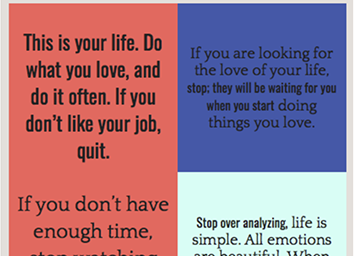 This is your life. Do
what you love, and
do it often. If you
don't like your job,
quit.
If you don't have
enough time,
stop watching
If you are looking for
the love of your life,
stop; they will be waiting for you
when you start doing
things you love.
Stop over analyzing, life is
simple. All emotions
are beautiful. When